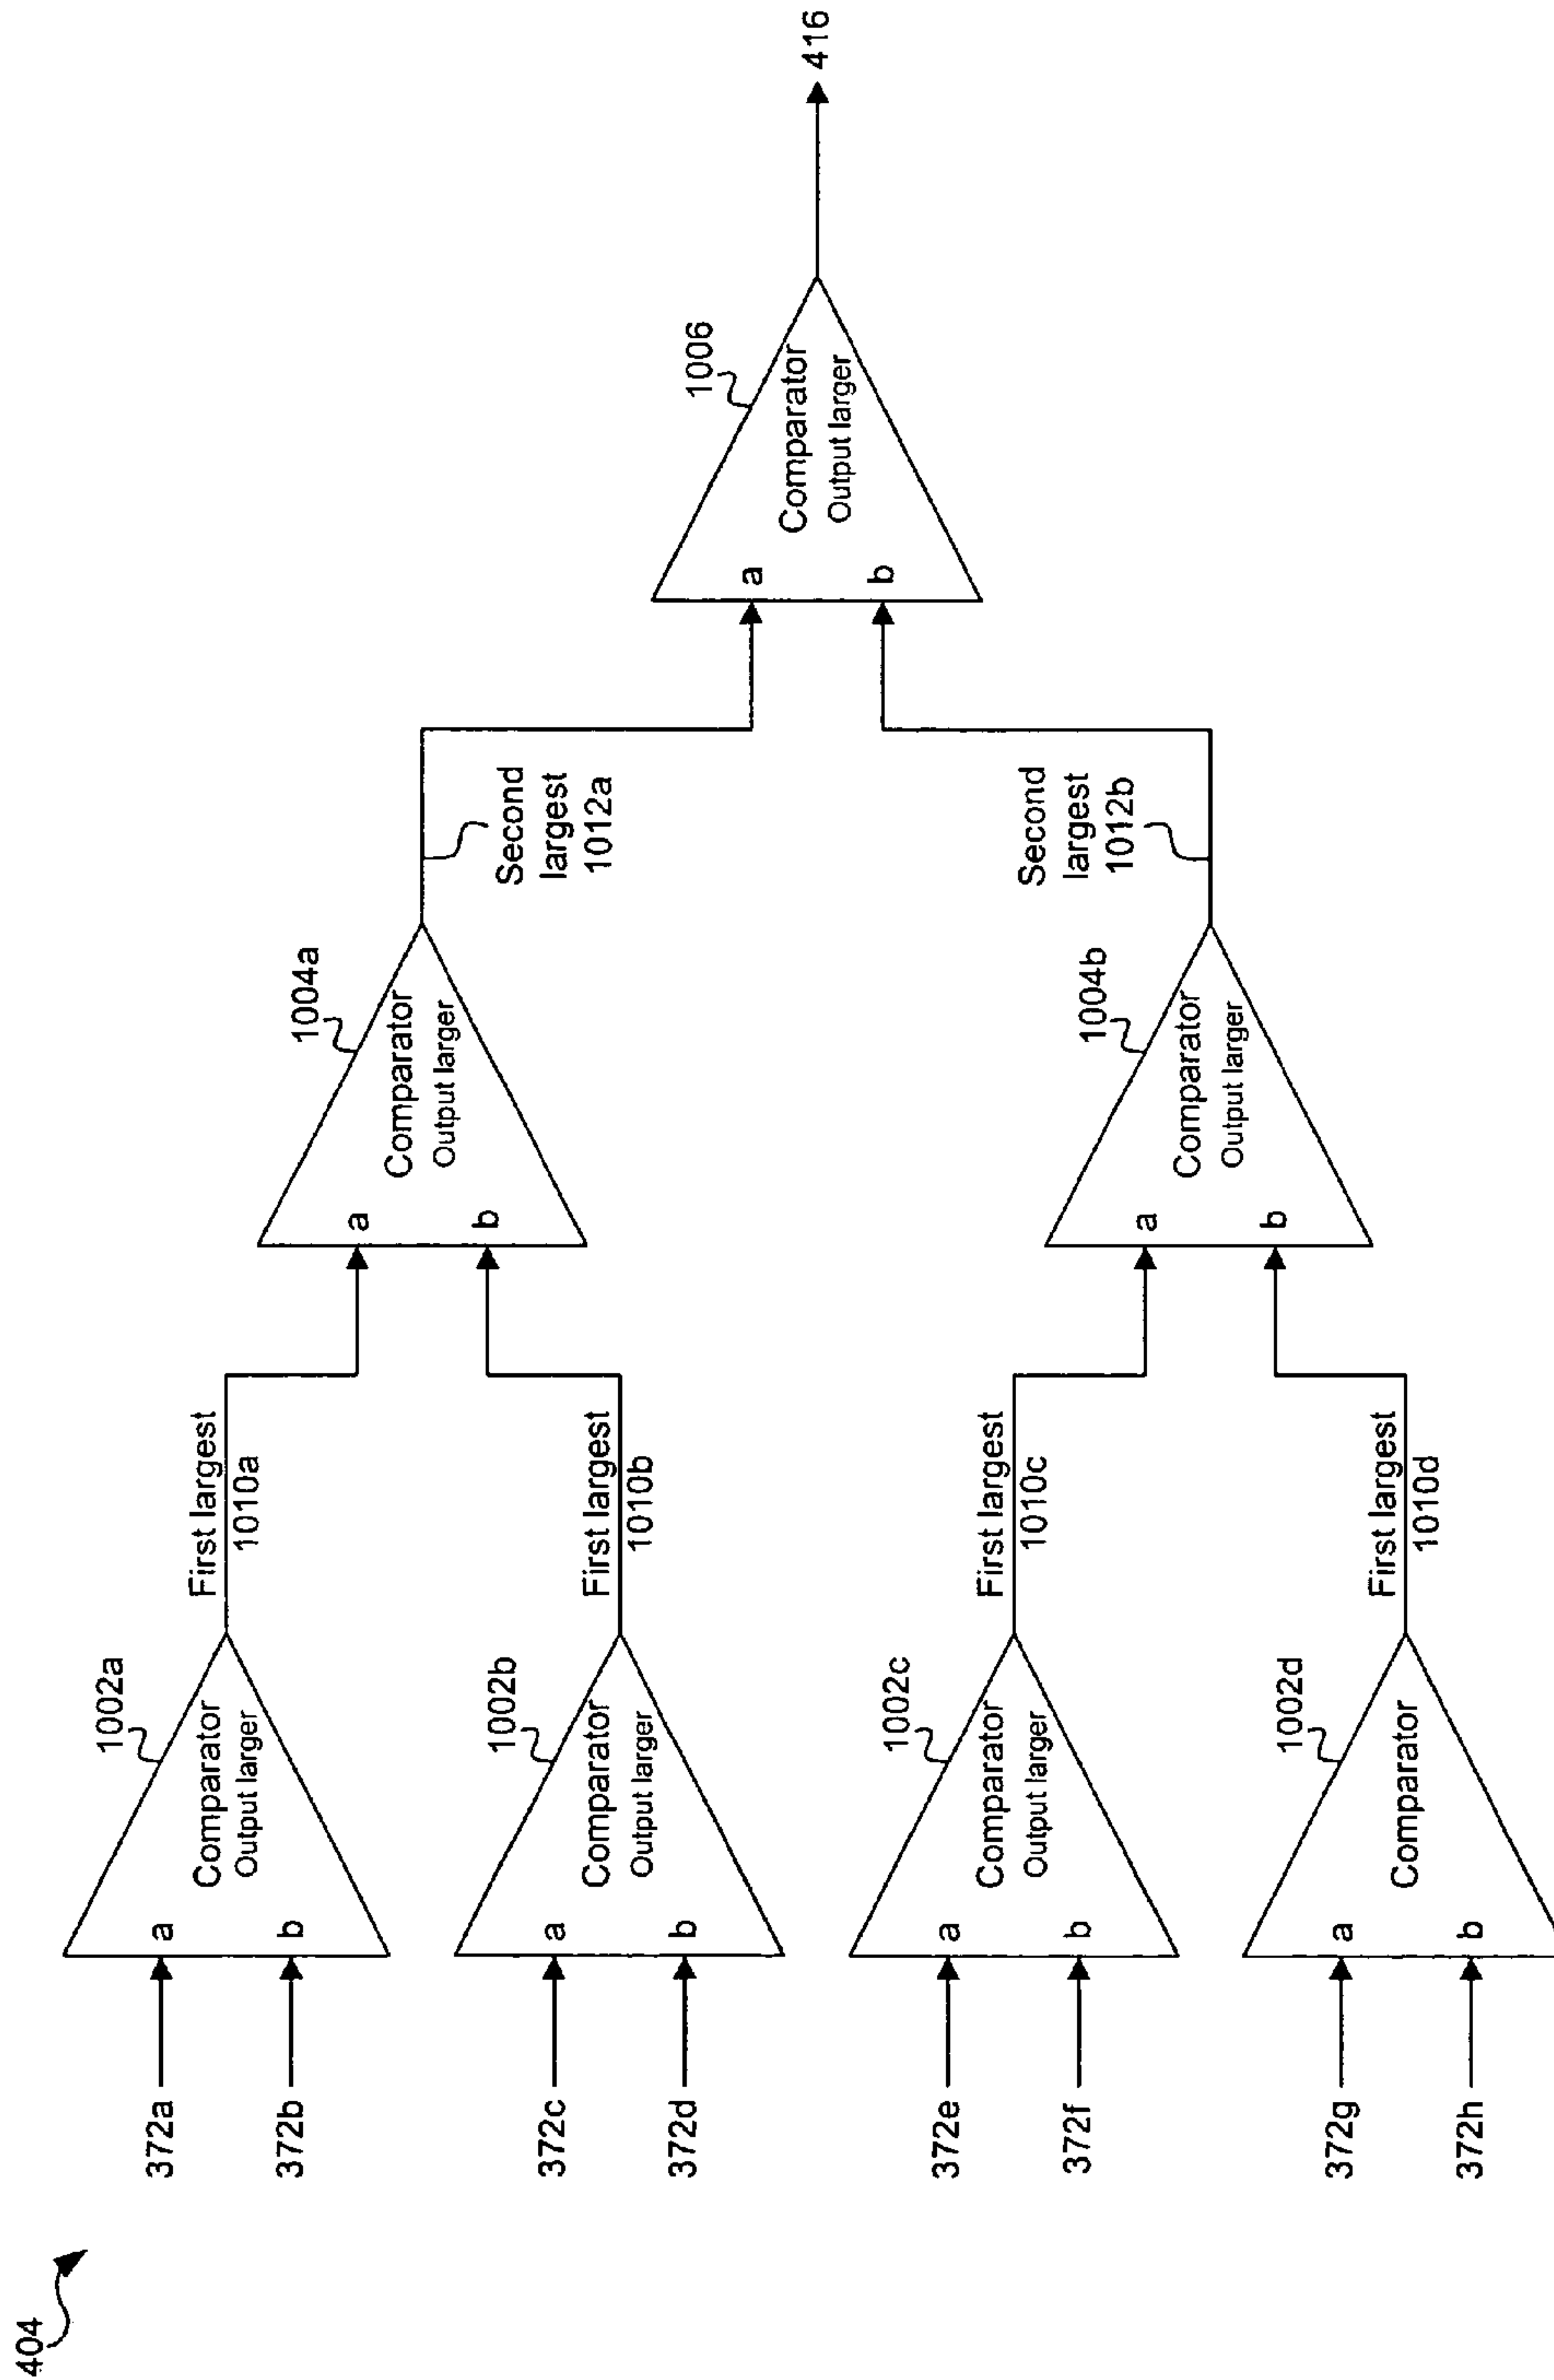 404
372a
372b
a
b
Comparator
Output larger
1002a
First largest
1010a
372c
372d
a
b
Comparator
Output larger
1002b
First largest
1010b
372e
372f
a
b
Comparator
Output larger
1002c
First largest
1010c
372g
372h
a
b
Comparator
1002d
First largest
1010d
a
b
Comparator
Output larger
1004a
Second
largest
1012a
a
b
Comparator
Output larger
1004b
Second
largest
1012b
a
b
Comparator
Output larger
1006
416